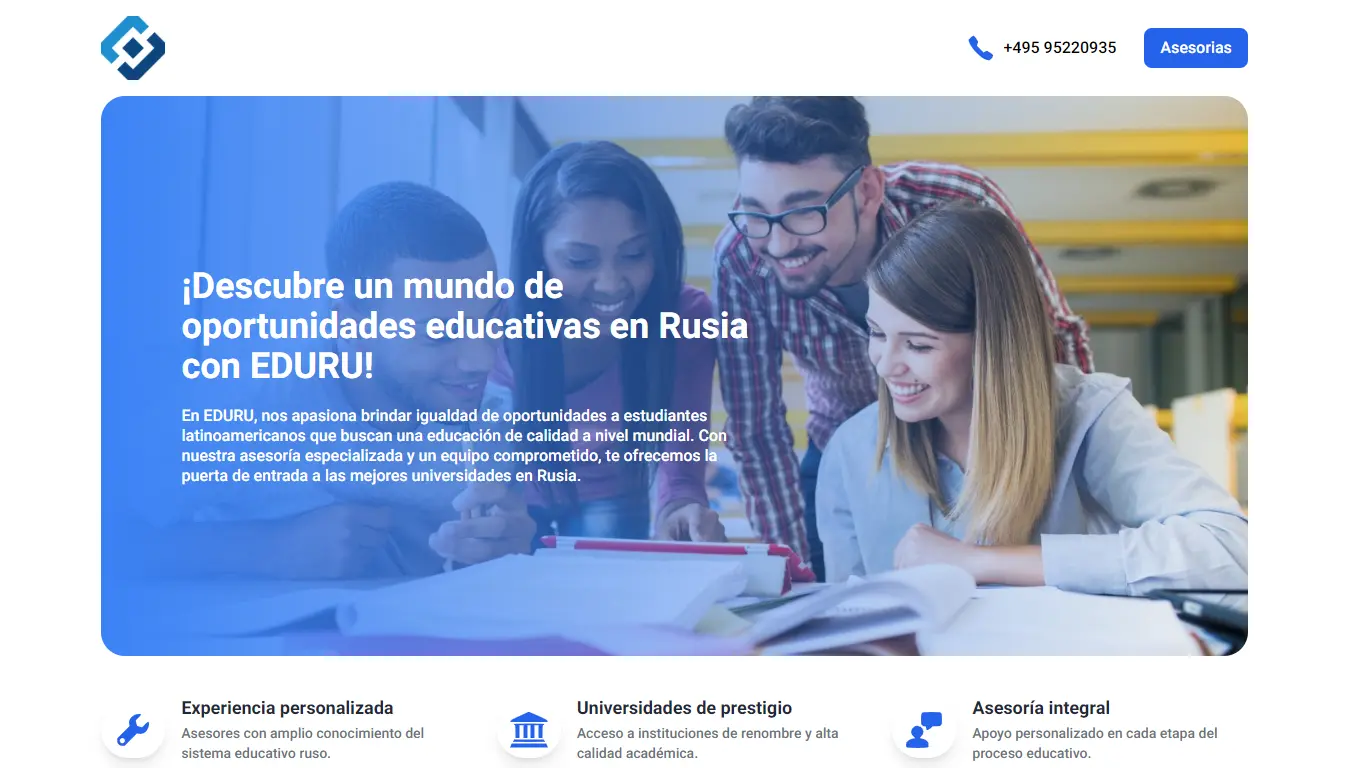 +495 95220935
Asesorias
¡Descubre un mundo de
oportunidades educativas en Rusia
con EDURU!
En EDURU, nos apasiona brindar igualdad de oportunidades a estudiantes
latinoamericanos que buscan una educación de calidad a nivel mundial. Con
nuestra asesoría especializada y un equipo comprometido, te ofrecemos la
puerta de entrada a las mejores universidades en Rusia.
Experiencia personalizada
Asesores con amplio conocimiento del
sistema educativo ruso.
Universidades de prestigio
Acceso a instituciones de renombre y alta
calidad académica.
Asesoría integral
Apoyo personalizado en cada etapa del
proceso educativo.